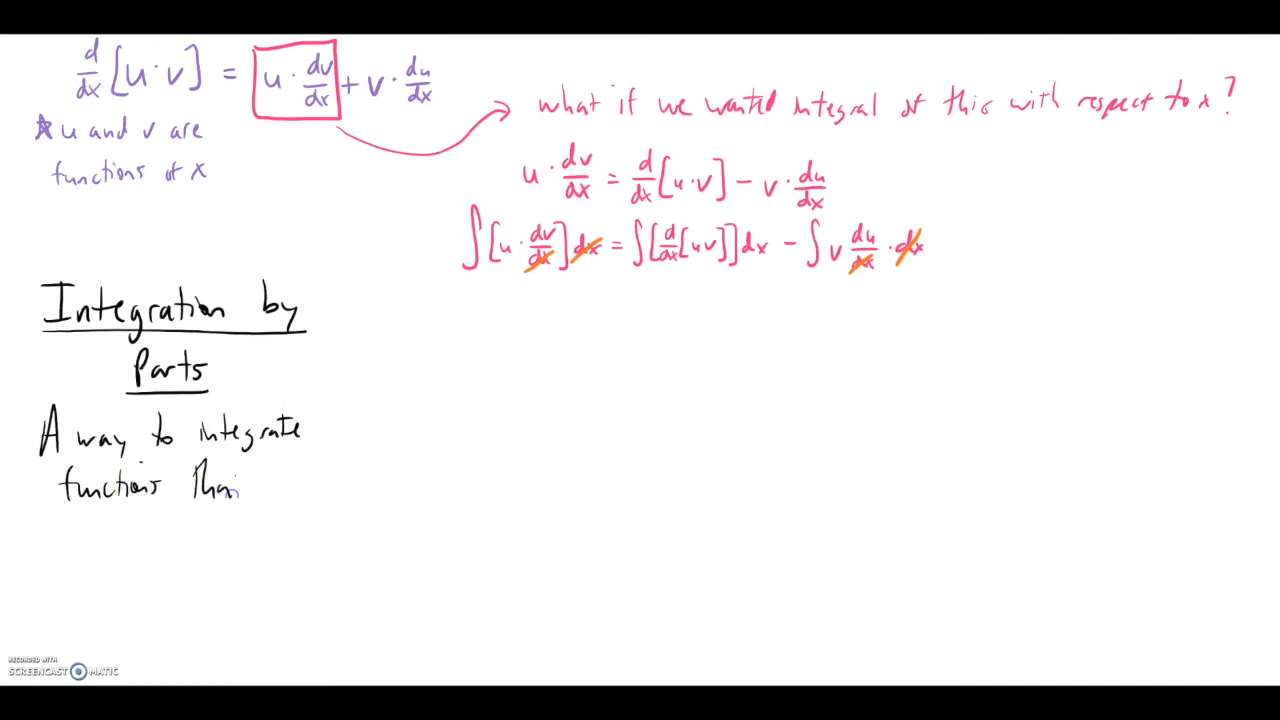 d/dx [u · v] = u · dv/dx + v · du/dx
* u and v are
functions of x
what if we wanted integral of this with respect to x?
u · dv/dx = d/dx [u · v] − v · du/dx
∫ [u · dv/dx] dx = ∫ [d/dx [uv]] dx − ∫ v du/dx · dx
Integration by
Parts
A way to integrate
functions
RECORDED WITH
SCREENCAST MATIC